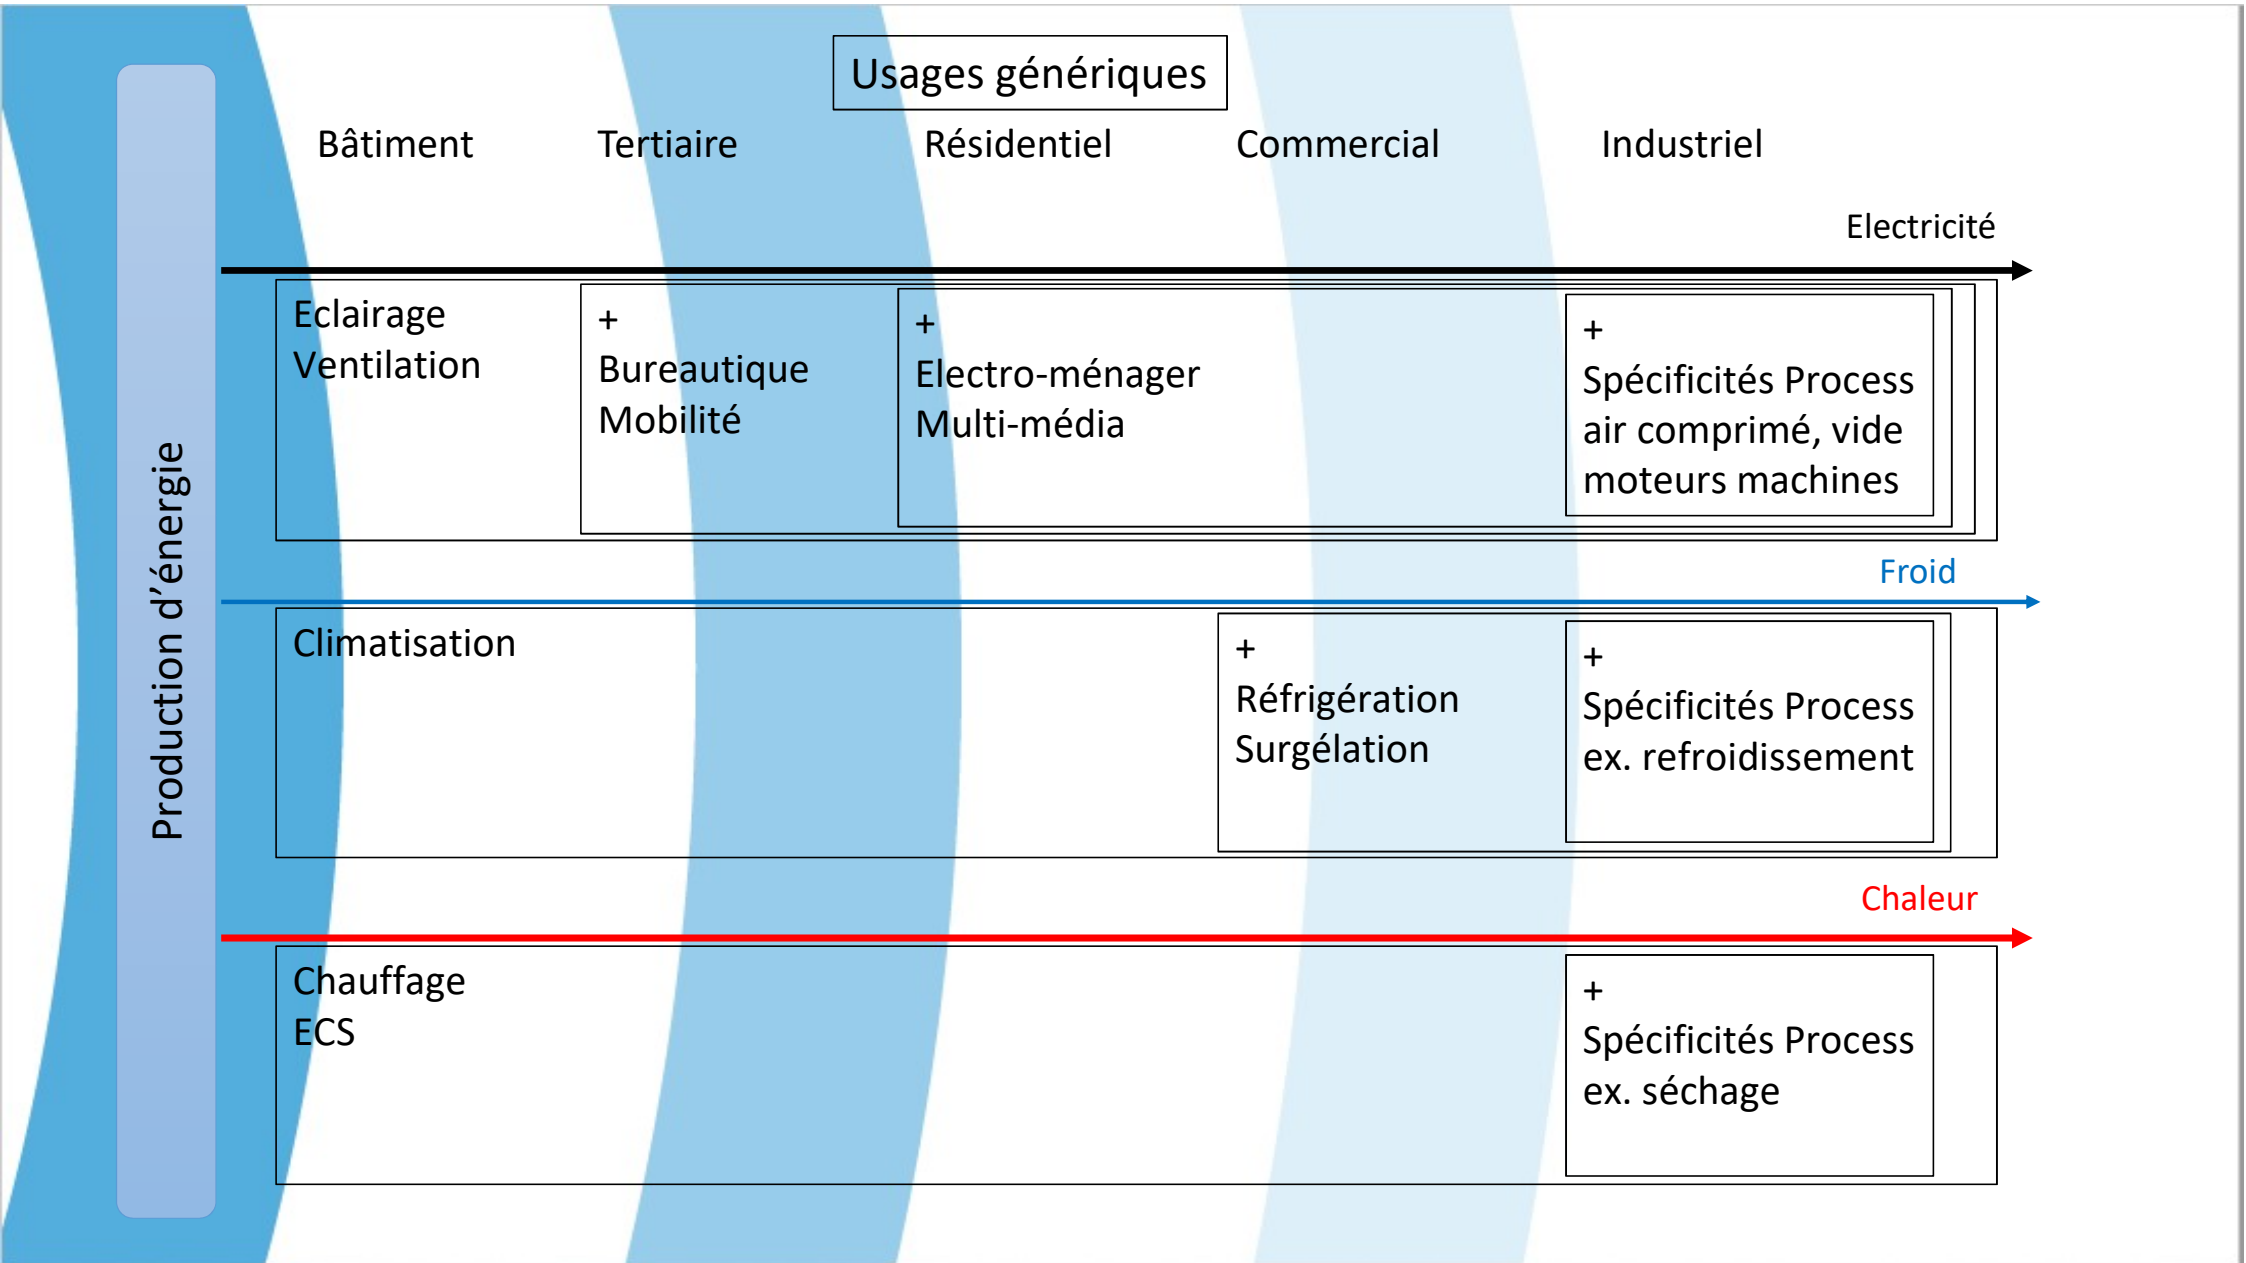 Usages génériques
Bâtiment
Tertiaire
Résidentiel
Commercial
Industriel
Production d'énergie
Electricité
Eclairage
Ventilation
+
Bureautique
Mobilité
+
Electro-ménager
Multi-média
+
Spécificités Process
air comprimé, vide
moteurs machines
Froid
Climatisation
+
Réfrigération
Surgélation
+
Spécificités Process
ex. refroidissement
Chaleur
Chauffage
ECS
+
Spécificités Process
ex. séchage